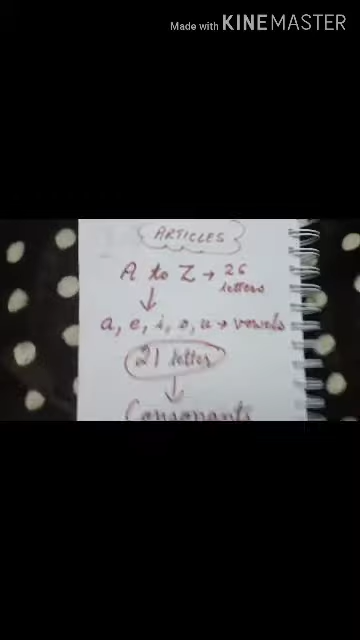 Made with KINEMASTER
ARTICLES
A to Z → 26
letters
a, e, i, o, u → vowels
21 letter
Consonants